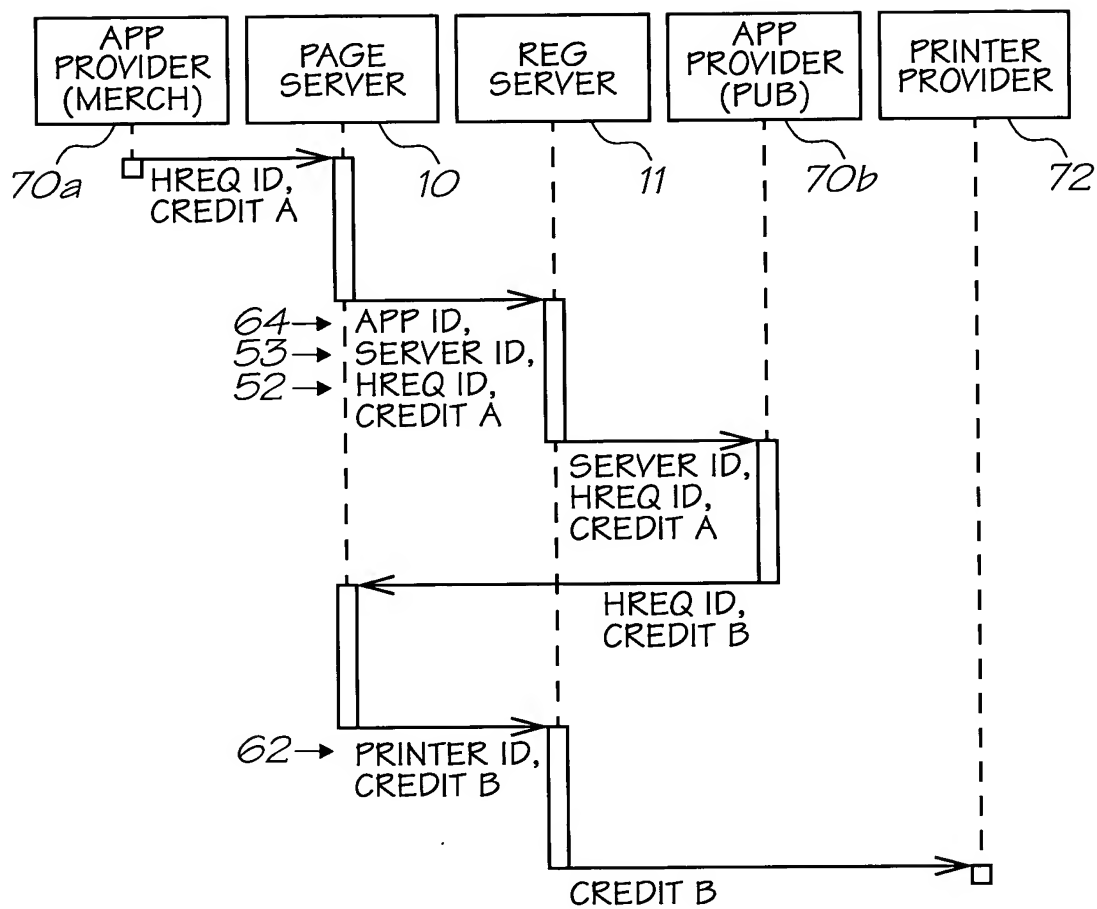 APP
PROVIDER
(MERCH)
PAGE
SERVER
REG
SERVER
APP
PROVIDER
(PUB)
PRINTER
PROVIDER
70a
10
11
70b
72
HREQ ID,
CREDIT A
64
APP ID,
53
SERVER ID,
52
HREQ ID,
CREDIT A
SERVER ID,
HREQ ID,
CREDIT A
HREQ ID,
CREDIT B
62
PRINTER ID,
CREDIT B
CREDIT B